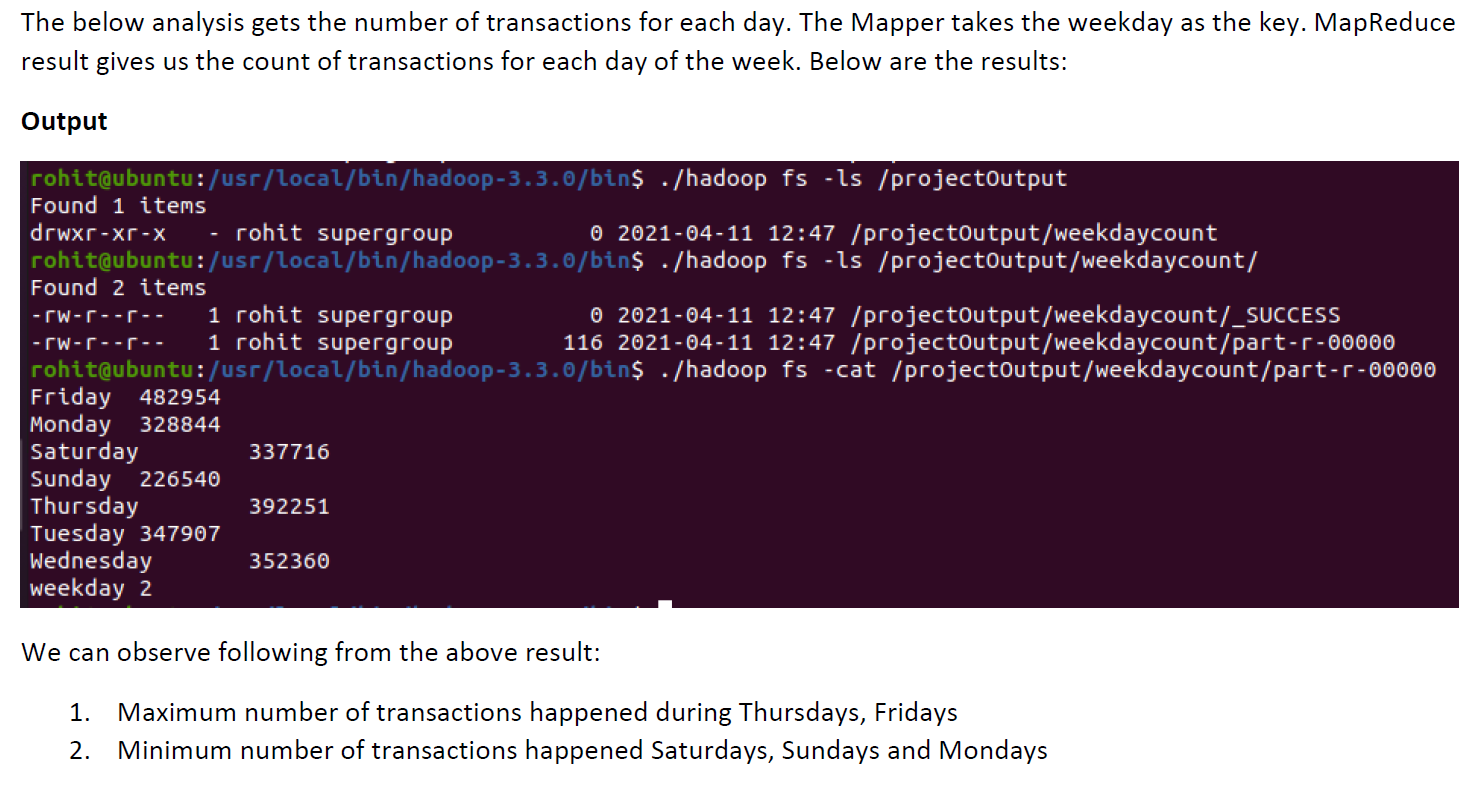 The below analysis gets the number of transactions for each day. The Mapper takes the weekday as the key. MapReduce
result gives us the count of transactions for each day of the week. Below are the results:
Output
rohit@ubuntu:/usr/local/bin/hadoop-3.3.0/bin$ ./hadoop fs -ls /projectOutput
Found 1 items
drwxr-xr-x   - rohit supergroup          0 2021-04-11 12:47 /projectOutput/weekdaycount
rohit@ubuntu:/usr/local/bin/hadoop-3.3.0/bin$ ./hadoop fs -ls /projectOutput/weekdaycount/
Found 2 items
-rw-r--r--   1 rohit supergroup          0 2021-04-11 12:47 /projectOutput/weekdaycount/_SUCCESS
-rw-r--r--   1 rohit supergroup        116 2021-04-11 12:47 /projectOutput/weekdaycount/part-r-00000
rohit@ubuntu:/usr/local/bin/hadoop-3.3.0/bin$ ./hadoop fs -cat /projectOutput/weekdaycount/part-r-00000
Friday  482954
Monday  328844
Saturday        337716
Sunday  226540
Thursday        392251
Tuesday 347907
Wednesday       352360
weekday 2
We can observe following from the above result:
1. Maximum number of transactions happened during Thursdays, Fridays
2. Minimum number of transactions happened Saturdays, Sundays and Mondays